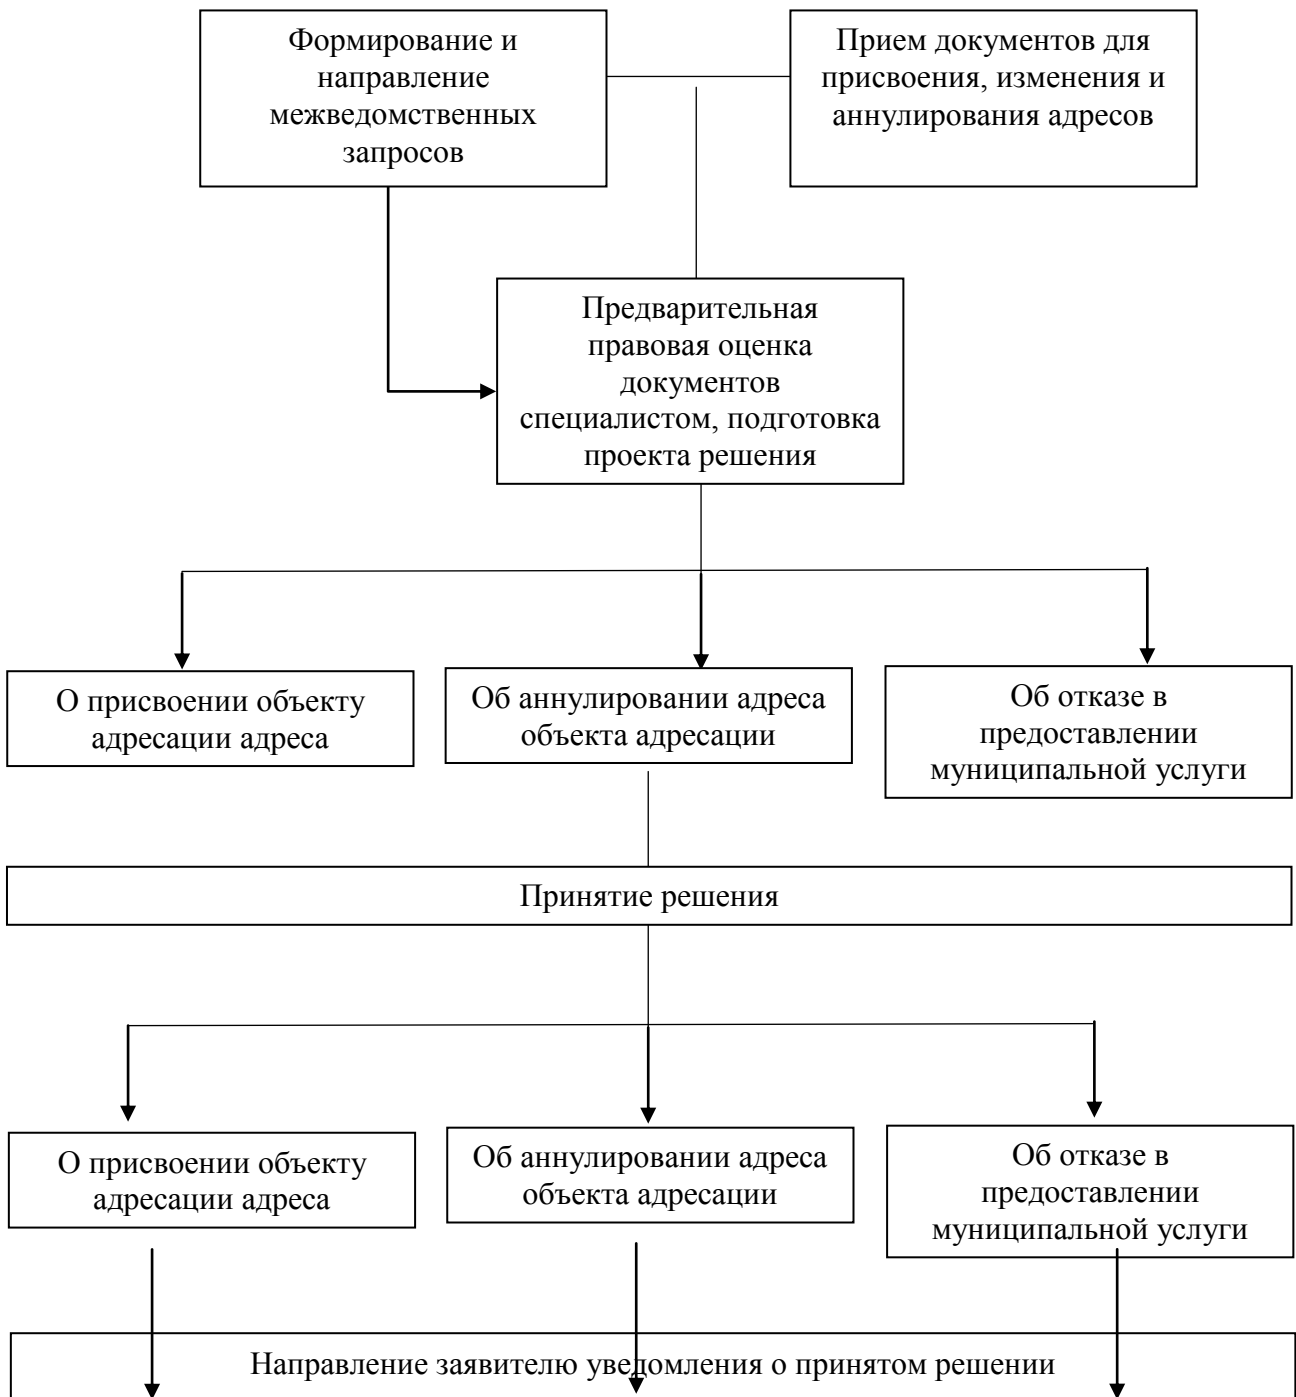 Формирование и
направление
межведомственных
запросов
Прием документов для
присвоения, изменения и
аннулирования адресов
Предварительная
правовая оценка
документов
специалистом, подготовка
проекта решения
О присвоении объекту
адресации адреса
Об аннулировании адреса
объекта адресации
Об отказе в
предоставлении
муниципальной услуги
Принятие решения
О присвоении объекту
адресации адреса
Об аннулировании адреса
объекта адресации
Об отказе в
предоставлении
муниципальной услуги
Направление заявителю уведомления о принятом решении